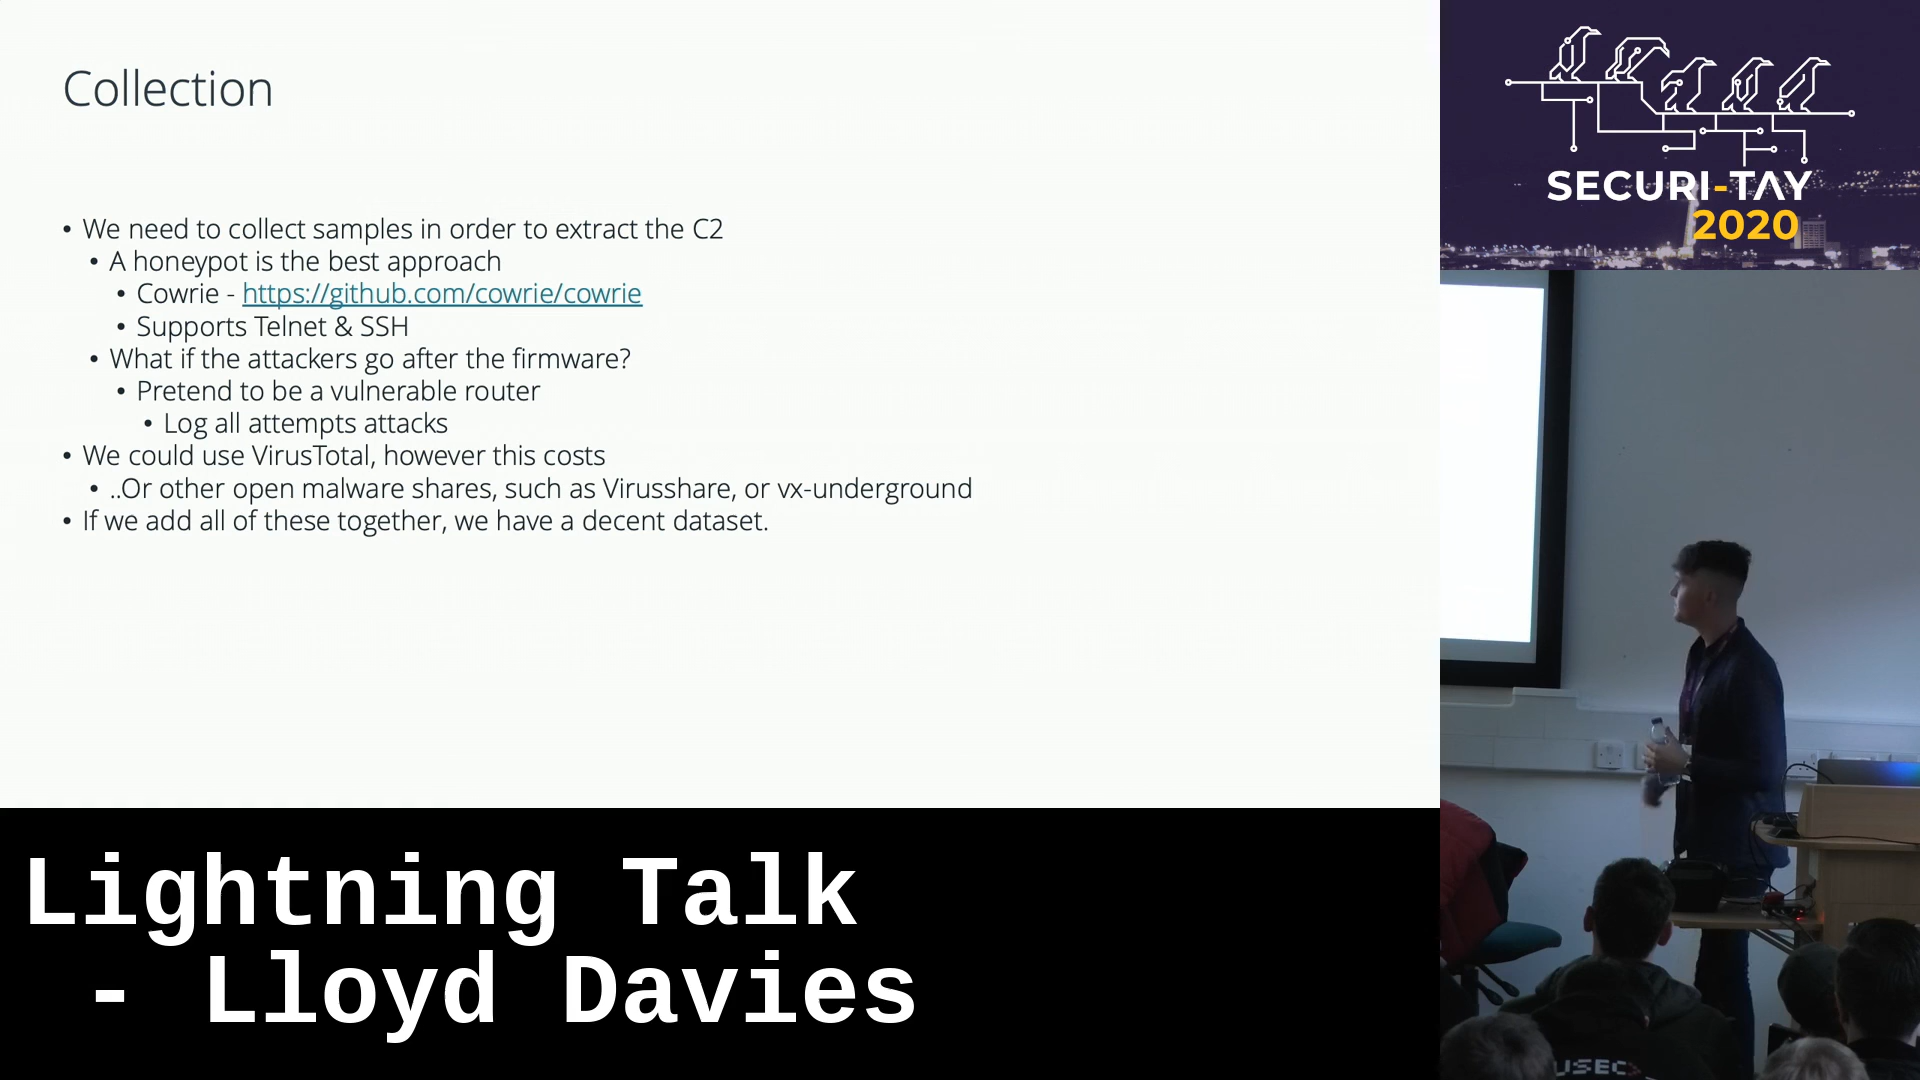 Collection
• We need to collect samples in order to extract the C2
• A honeypot is the best approach
• Cowrie - https://github.com/cowrie/cowrie
• Supports Telnet & SSH
• What if the attackers go after the firmware?
• Pretend to be a vulnerable router
• Log all attempts attacks
• We could use VirusTotal, however this costs
• ..Or other open malware shares, such as Virusshare, or vx-underground
• If we add all of these together, we have a decent dataset.
SECURI-TAY
2020
Lightning Talk
- Lloyd Davies
USEC